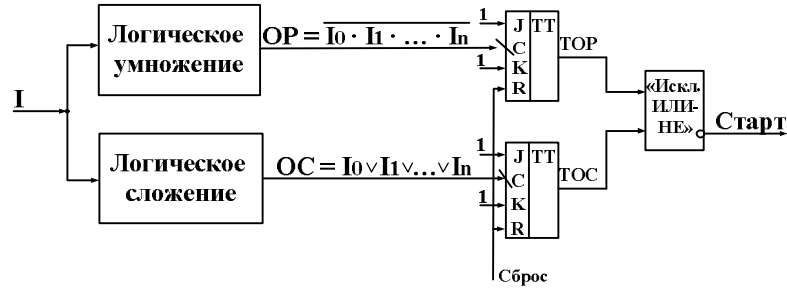 I
Логическое
умножение
OP = I0 · I1 · … · In
1
J TT
C
1
K
R
TOP
«Искл.
ИЛИ-
НЕ»
Старт
Логическое
сложение
OC = I0∨I1∨…∨In
1
J TT
C
1
K
R
TOC
Сброс